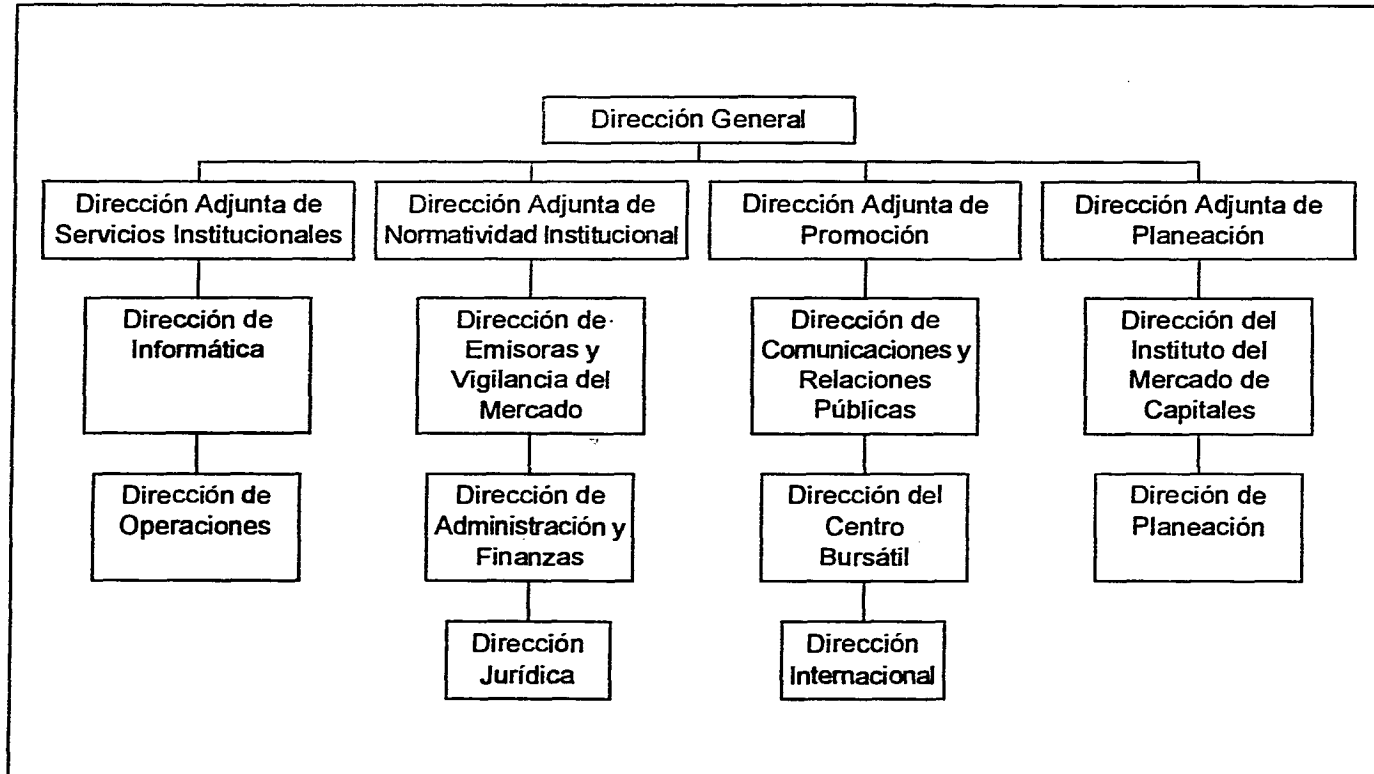 Dirección General
Dirección Adjunta de
Servicios Institucionales
Dirección Adjunta de
Normatividad Institucional
Dirección Adjunta de
Promoción
Dirección Adjunta de
Planeación
Dirección de
Informática
Dirección de
Emisoras y
Vigilancia del
Mercado
Dirección de
Comunicaciones y
Relaciones
Públicas
Dirección del
Instituto del
Mercado de
Capitales
Dirección de
Operaciones
Dirección de
Administración y
Finanzas
Dirección del
Centro
Bursátil
Direción de
Planeación
Dirección
Jurídica
Dirección
Internacional